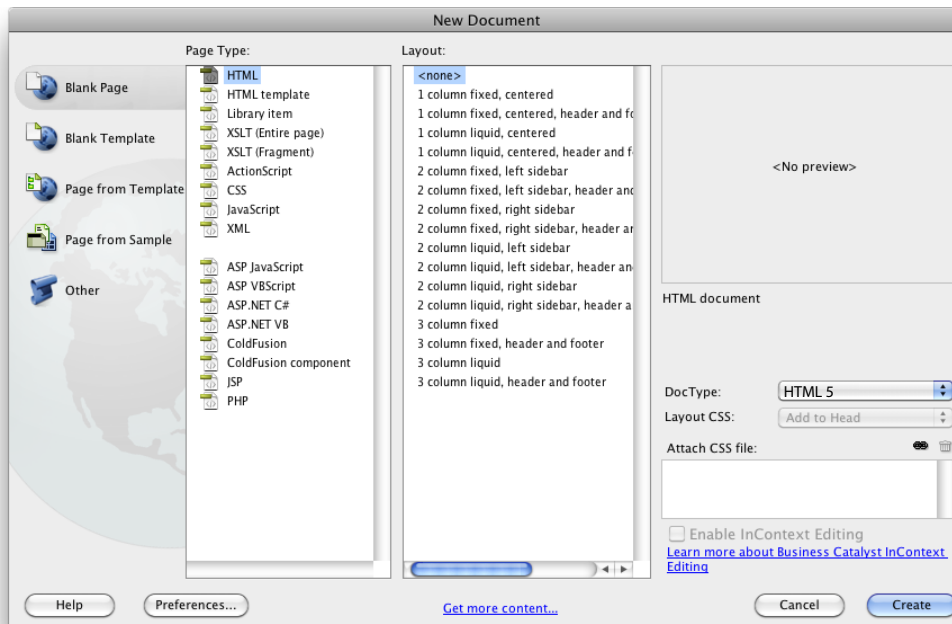 New Document
Blank Page
Blank Template
Page from Template
Page from Sample
Other
Page Type:
HTML
HTML template
Library item
XSLT (Entire page)
XSLT (Fragment)
ActionScript
CSS
JavaScript
XML
ASP JavaScript
ASP VBScript
ASP.NET C#
ASP.NET VB
ColdFusion
ColdFusion component
JSP
PHP
Layout:
<none>
1 column fixed, centered
1 column fixed, centered, header and fo
1 column liquid, centered
1 column liquid, centered, header and f
2 column fixed, left sidebar
2 column fixed, left sidebar, header and
2 column fixed, right sidebar
2 column fixed, right sidebar, header ar
2 column liquid, left sidebar
2 column liquid, left sidebar, header an
2 column liquid, right sidebar
2 column liquid, right sidebar, header a
3 column fixed
3 column fixed, header and footer
3 column liquid
3 column liquid, header and footer
<No preview>
HTML document
DocType: HTML 5
Layout CSS: Add to Head
Attach CSS file:
Enable InContext Editing
Learn more about Business Catalyst InContext
Editing
Help
Preferences...
Get more content...
Cancel
Create